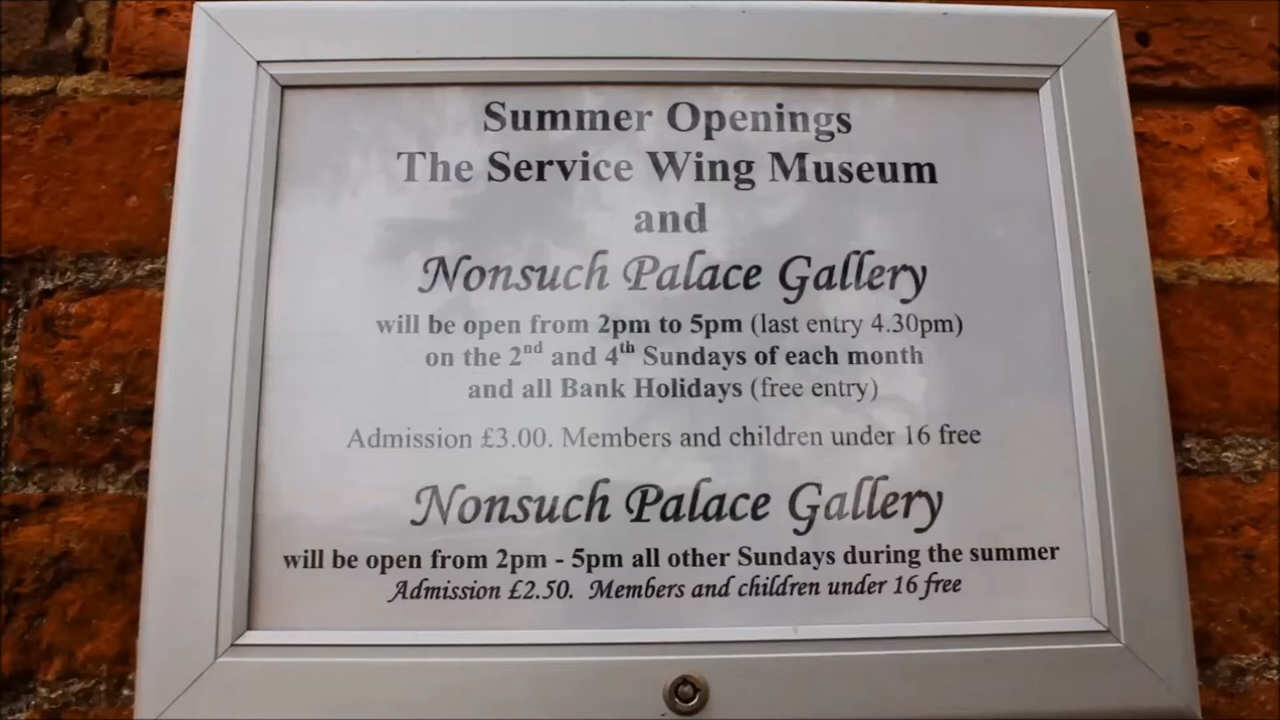 Summer Openings
The Service Wing Museum
and
Nonsuch Palace Gallery
will be open from 2pm to 5pm (last entry 4.30pm)
on the 2nd and 4th Sundays of each month
and all Bank Holidays (free entry)
Admission £3.00. Members and children under 16 free
Nonsuch Palace Gallery
will be open from 2pm - 5pm all other Sundays during the summer
Admission £2.50. Members and children under 16 free